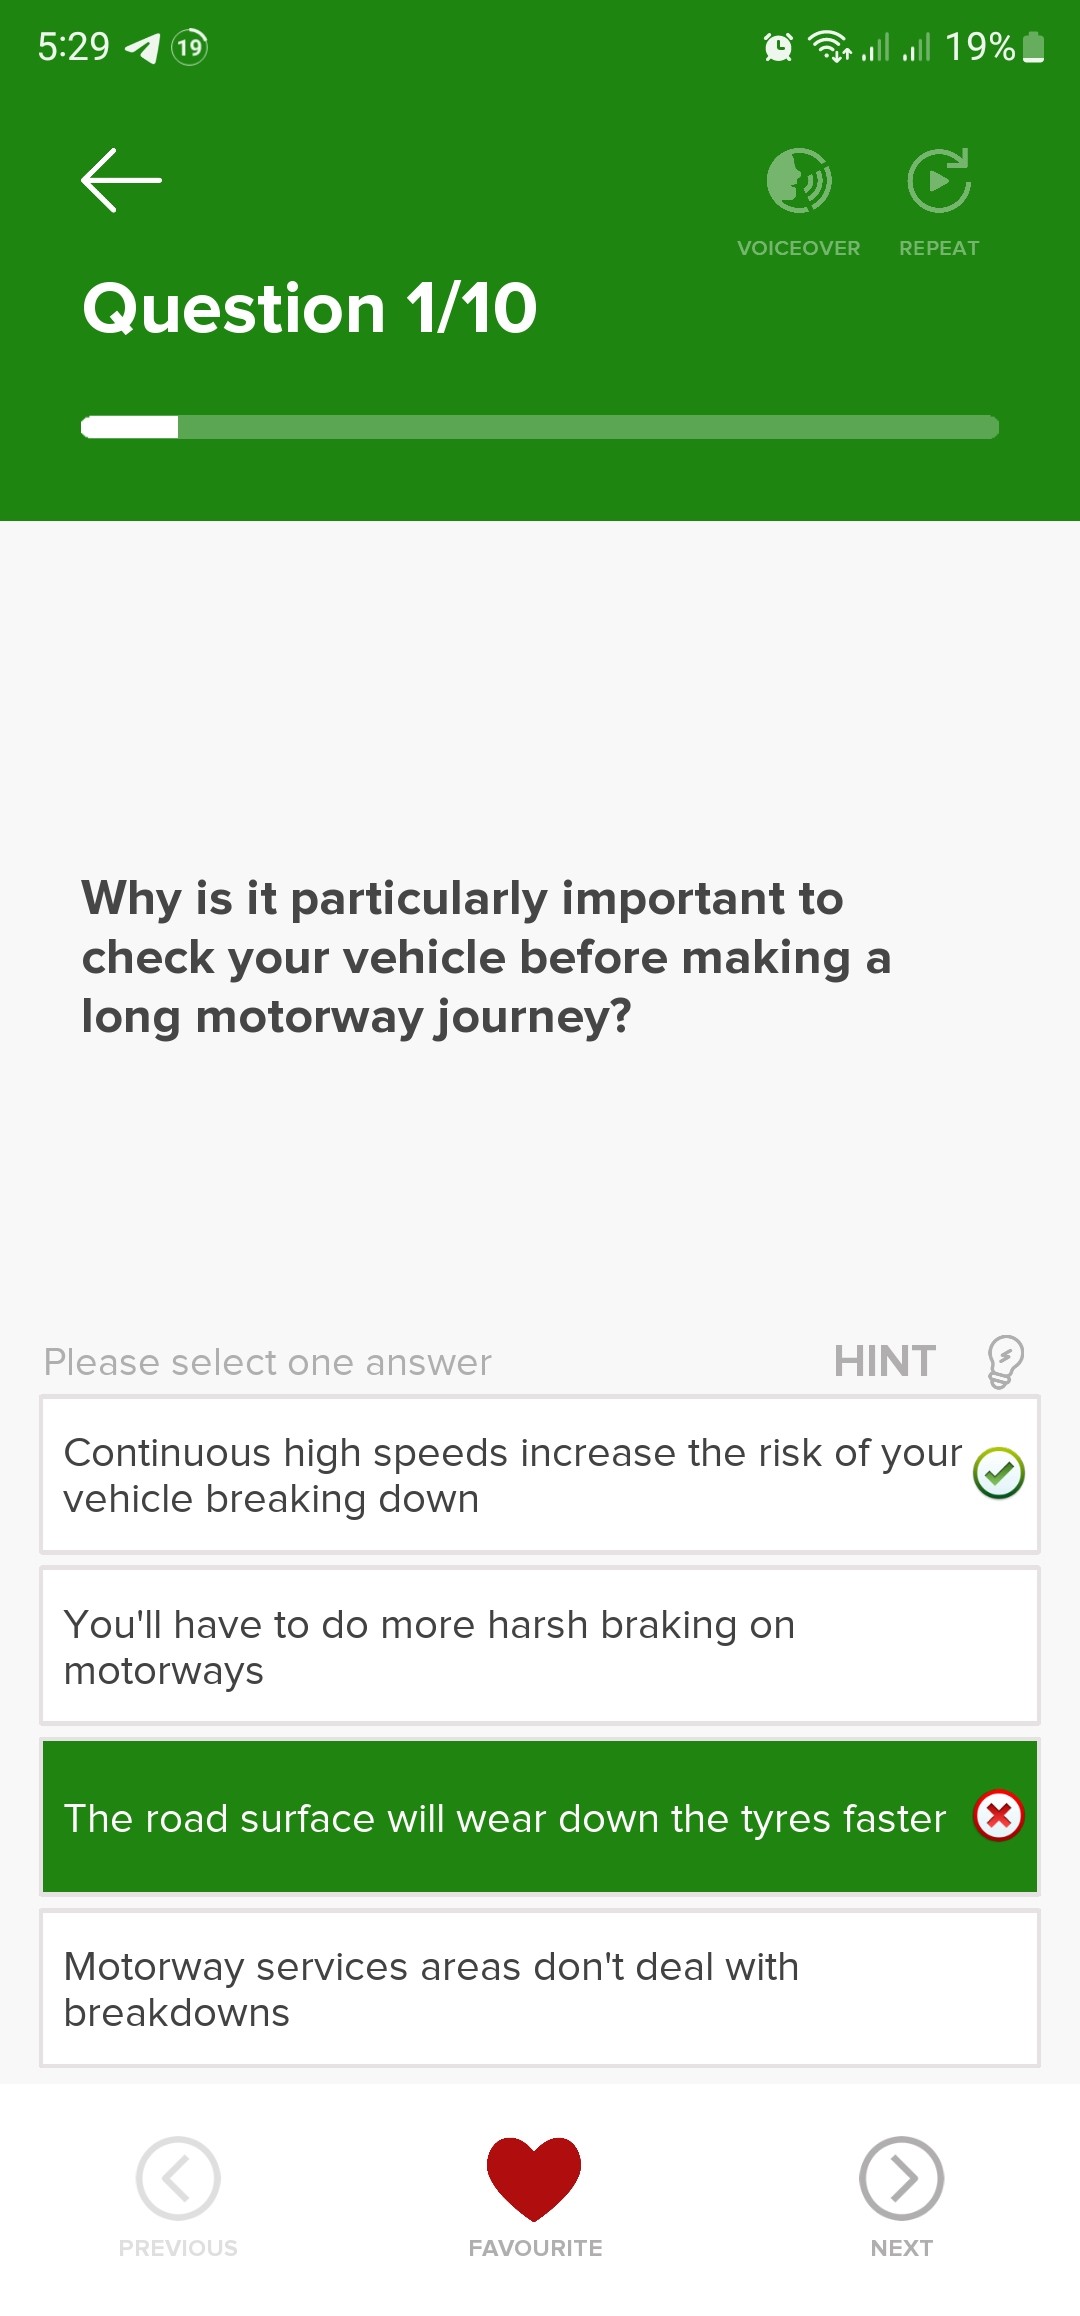 5:29
19
19%
VOICEOVER
REPEAT
Question 1/10
Why is it particularly important to
check your vehicle before making a
long motorway journey?
Please select one answer
HINT
Continuous high speeds increase the risk of your
vehicle breaking down
You'll have to do more harsh braking on
motorways
The road surface will wear down the tyres faster
Motorway services areas don't deal with
breakdowns
PREVIOUS
FAVOURITE
NEXT